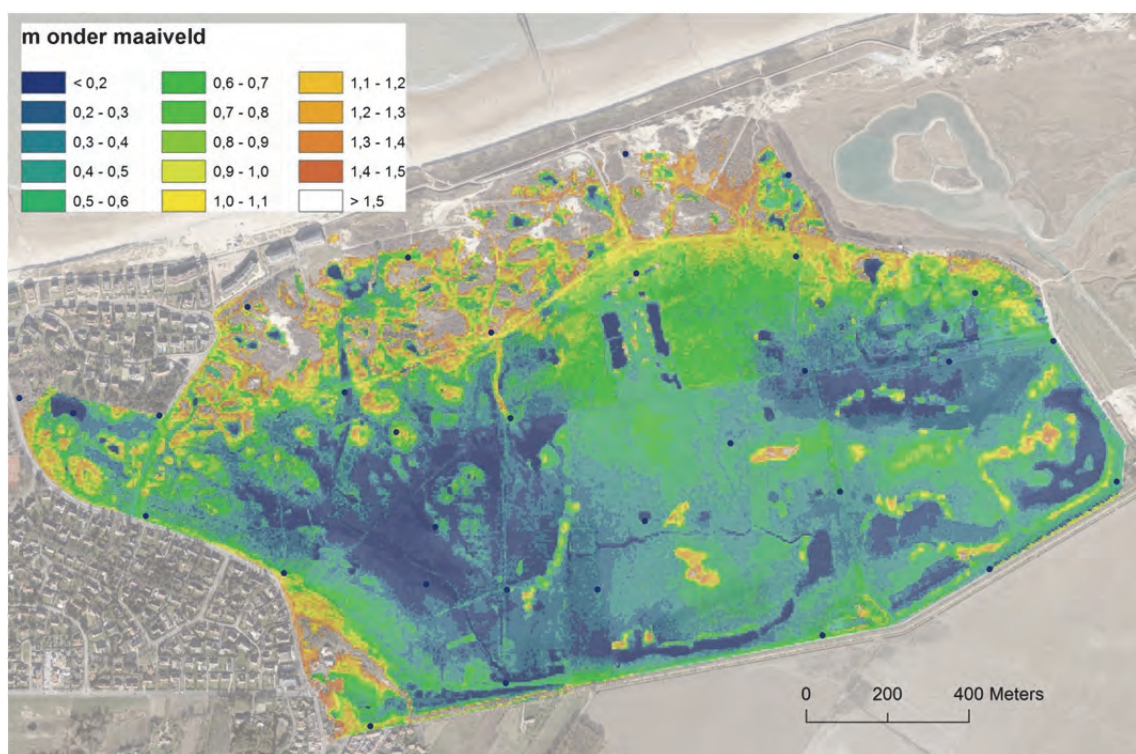 m onder maaiveld
< 0,2
0,2 - 0,3
0,3 - 0,4
0,4 - 0,5
0,5 - 0,6
0,6 - 0,7
0,7 - 0,8
0,8 - 0,9
0,9 - 1,0
1,0 - 1,1
1,1 - 1,2
1,2 - 1,3
1,3 - 1,4
1,4 - 1,5
> 1,5
0 200 400 Meters